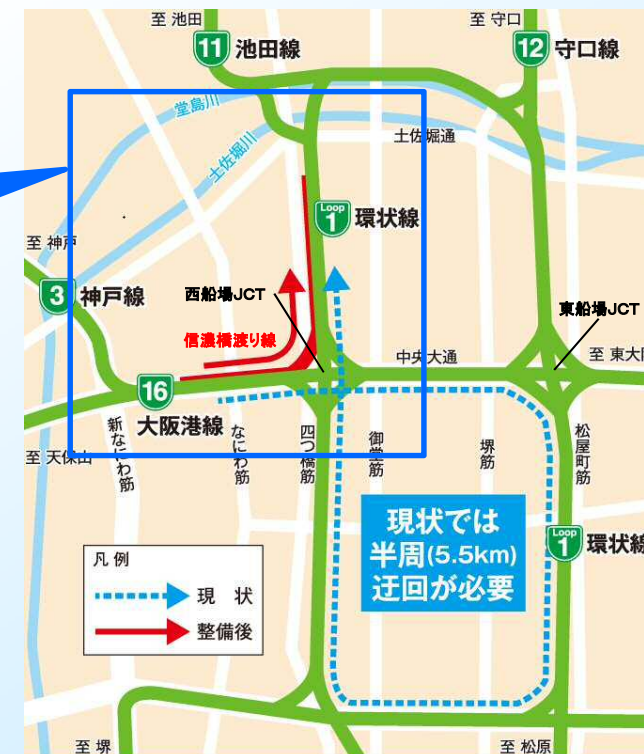 至 池田
至 守口
11 池田線
12 守口線
堂島川
土佐堀川
土佐堀通
Loop
1 環状線
至 神戸
3 神戸線
西船場JCT
東船場JCT
信濃橋渡り線
中央大通
至 東大阪
16
大阪港線
至 天保山
新なにわ筋
なにわ筋
四つ橋筋
御堂筋
堺筋
松屋町筋
現状では
半周(5.5km)
迂回が必要
Loop
1 環状線
凡 例
現 状
整備後
至 堺
至 松原